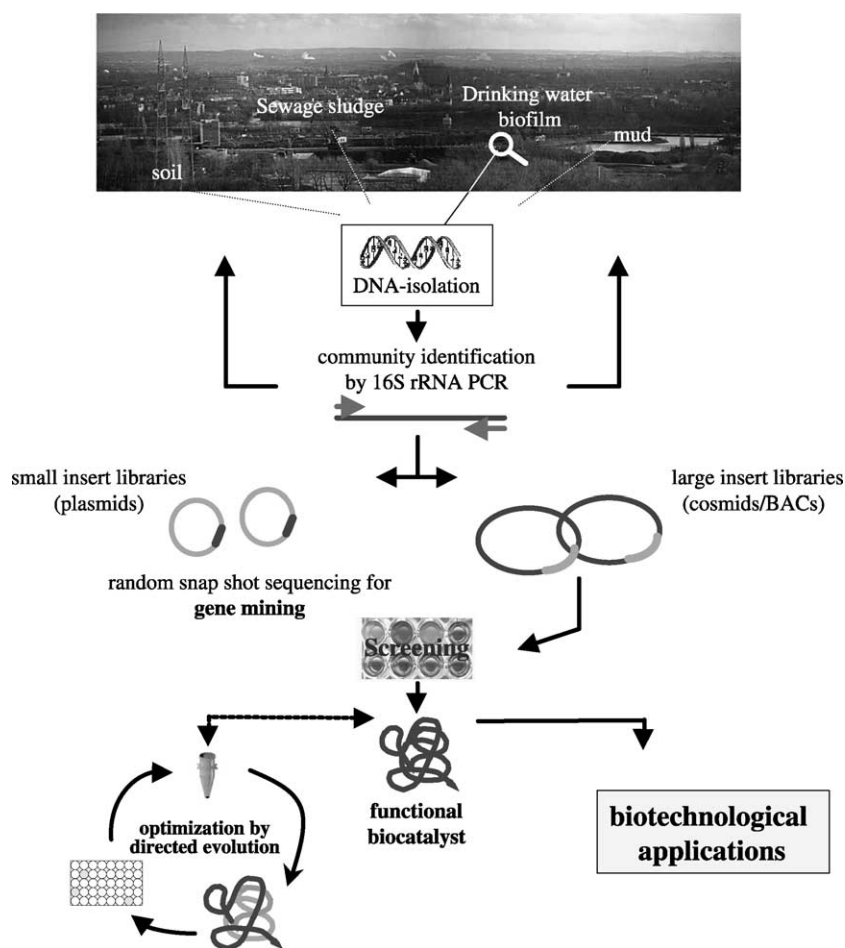 Sewage sludge
Drinking water
biofilm
mud
soil
DNA-isolation
community identification
by 16S rRNA PCR
small insert libraries
(plasmids)
large insert libraries
(cosmids/BACs)
random snap shot sequencing for
gene mining
Screening
functional
biocatalyst
optimization by
directed evolution
biotechnological
applications